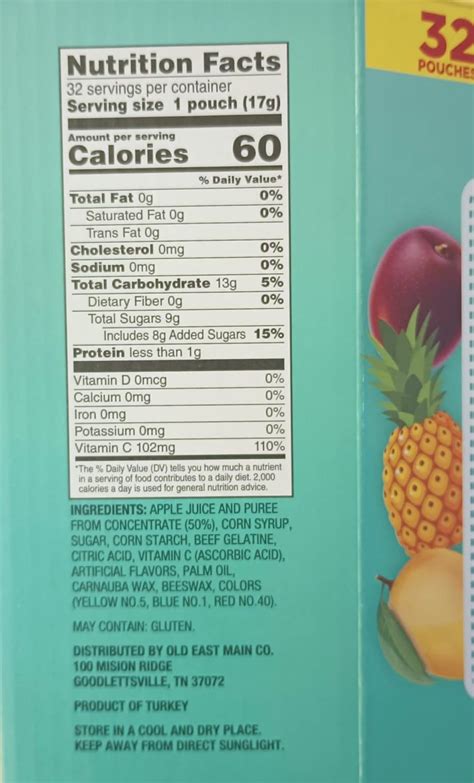 32
POUCHES
Nutrition Facts
32 servings per container
Serving size 1 pouch (17g)
Amount per serving
Calories 60
% Daily Value*
Total Fat 0g 0%
Saturated Fat 0g 0%
Trans Fat 0g
Cholesterol 0mg 0%
Sodium 0mg 0%
Total Carbohydrate 13g 5%
Dietary Fiber 0g 0%
Total Sugars 9g
Includes 8g Added Sugars 15%
Protein less than 1g
Vitamin D 0mcg 0%
Calcium 0mg 0%
Iron 0mg 0%
Potassium 0mg 0%
Vitamin C 102mg 110%
*The % Daily Value (DV) tells you how much a nutrient
in a serving of food contributes to a daily diet. 2,000
calories a day is used for general nutrition advice.
INGREDIENTS: APPLE JUICE AND PUREE
FROM CONCENTRATE (50%), CORN SYRUP,
SUGAR, CORN STARCH, BEEF GELATINE,
CITRIC ACID, VITAMIN C (ASCORBIC ACID),
ARTIFICIAL FLAVORS, PALM OIL,
CARNAUBA WAX, BEESWAX, COLORS
(YELLOW NO.5, BLUE NO.1, RED NO.40).
MAY CONTAIN: GLUTEN.
DISTRIBUTED BY OLD EAST MAIN CO.
100 MISION RIDGE
GOODLETTSVILLE, TN 37072
PRODUCT OF TURKEY
STORE IN A COOL AND DRY PLACE.
KEEP AWAY FROM DIRECT SUNGLIGHT.